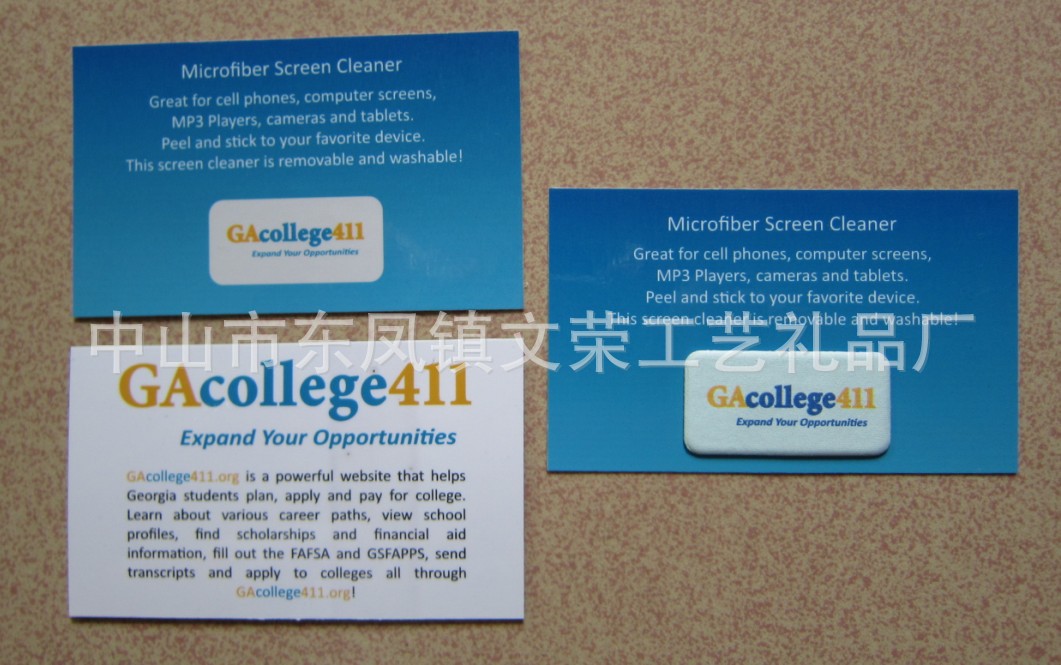 Microfiber Screen Cleaner
Great for cell phones, computer screens,
MP3 Players, cameras and tablets.
Peel and stick to your favorite device.
This screen cleaner is removable and washable!
GAcollege411
Expand Your Opportunities
Microfiber Screen Cleaner
Great for cell phones, computer screens,
MP3 Players, cameras and tablets.
Peel and stick to your favorite device.
This screen cleaner is removable and washable!
GAcollege411
Expand Your Opportunities
中山市东凤镇文荣工艺礼品厂
GAcollege411
Expand Your Opportunities
GAcollege411.org is a powerful website that helps
Georgia students plan, apply and pay for college.
Learn about various career paths, view school
profiles, find scholarships and financial aid
information, fill out the FAFSA and GSFAPPS, send
transcripts and apply to colleges all through
GAcollege411.org!